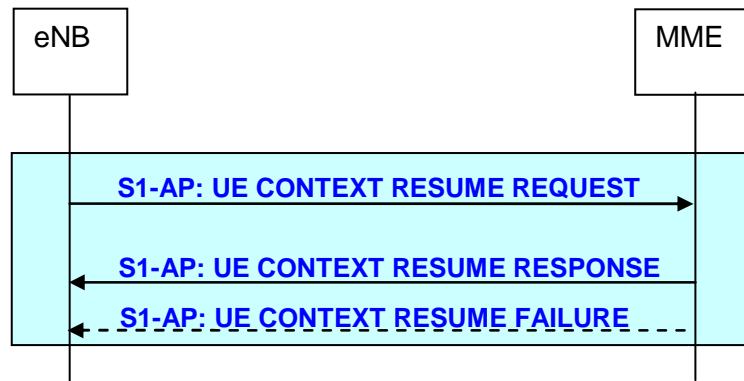 eNB
MME
S1-AP: UE CONTEXT RESUME REQUEST
S1-AP: UE CONTEXT RESUME RESPONSE
S1-AP: UE CONTEXT RESUME FAILURE